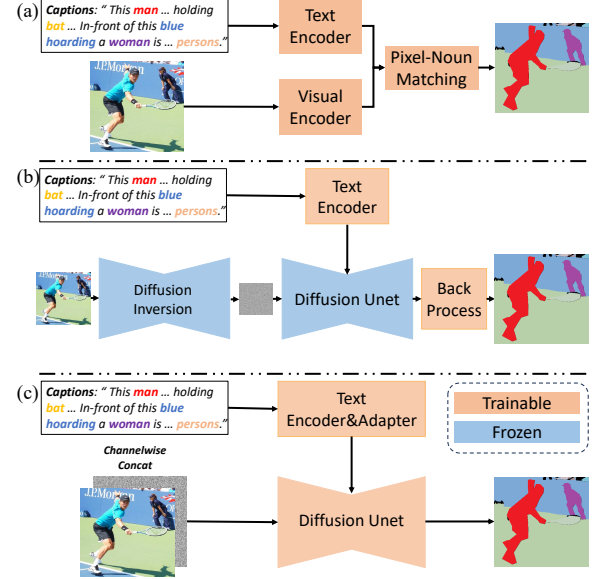 (a)
Captions: “ This man … holding
bat … In-front of this blue
hoarding a woman is … persons.”
Text
Encoder
J.P.Morgan
Visual
Encoder
Pixel-Noun
Matching
(b)
Captions: “ This man … holding
bat … In-front of this blue
hoarding a woman is … persons.”
Text
Encoder
Diffusion
Inversion
Diffusion Unet
Back
Process
(c)
Captions: “ This man … holding
bat … In-front of this blue
hoarding a woman is … persons.”
Text
Encoder&Adapter
Trainable
Frozen
Channelwise
Concat
J.P.Morgan
Diffusion Unet